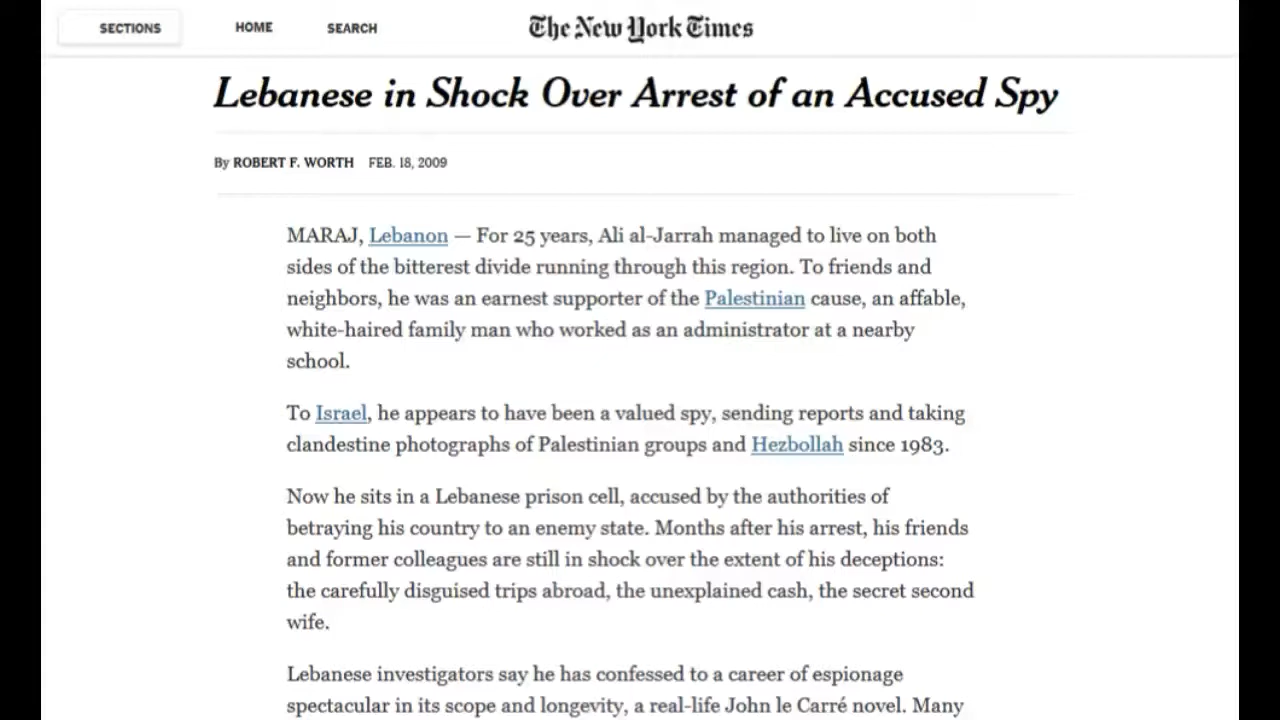 SECTIONS HOME SEARCH The New York Times
Lebanese in Shock Over Arrest of an Accused Spy
By ROBERT F. WORTH FEB. 18, 2009
MARAJ, Lebanon — For 25 years, Ali al-Jarrah managed to live on both
sides of the bitterest divide running through this region. To friends and
neighbors, he was an earnest supporter of the Palestinian cause, an affable,
white-haired family man who worked as an administrator at a nearby
school.
To Israel, he appears to have been a valued spy, sending reports and taking
clandestine photographs of Palestinian groups and Hezbollah since 1983.
Now he sits in a Lebanese prison cell, accused by the authorities of
betraying his country to an enemy state. Months after his arrest, his friends
and former colleagues are still in shock over the extent of his deceptions:
the carefully disguised trips abroad, the unexplained cash, the secret second
wife.
Lebanese investigators say he has confessed to a career of espionage
spectacular in its scope and longevity, a real-life John le Carré novel. Many